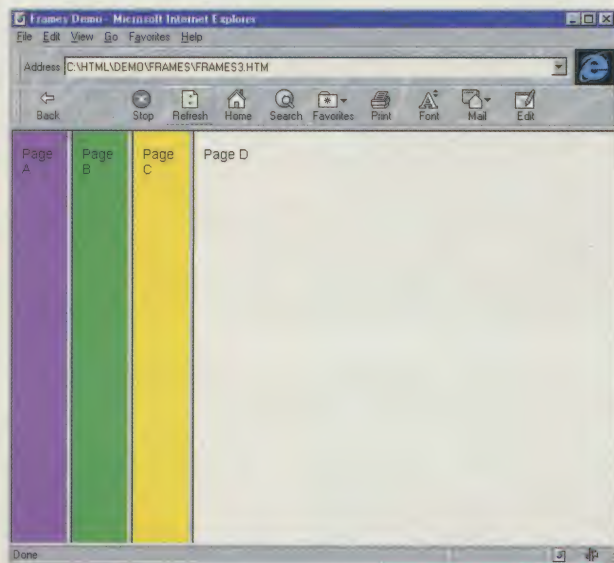 Frames Demo - Microsoft Internet Explorer
File Edit View Go Favorites Help
Address C:\HTML\DEMO\FRAMES\FRAMES3.HTM
Back Stop Refresh Home Search Favorites Print Font Mail Edit
Page A
Page B
Page C
Page D
Done